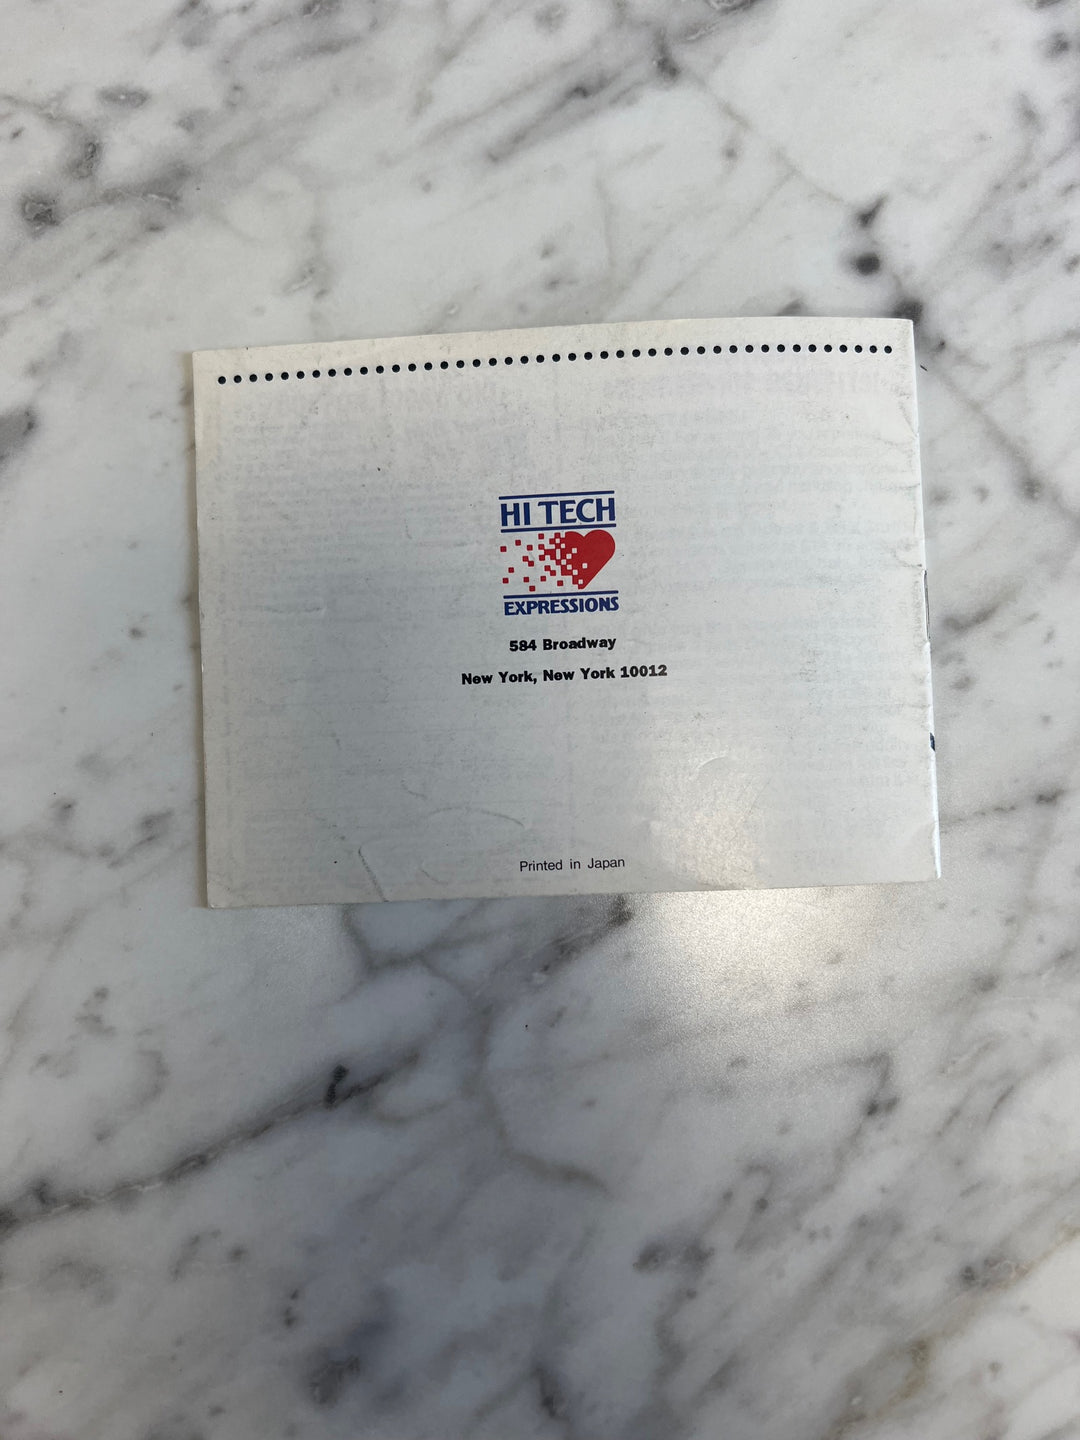 HI TECH
EXPRESSIONS
584 Broadway
New York, New York 10012
Printed in Japan